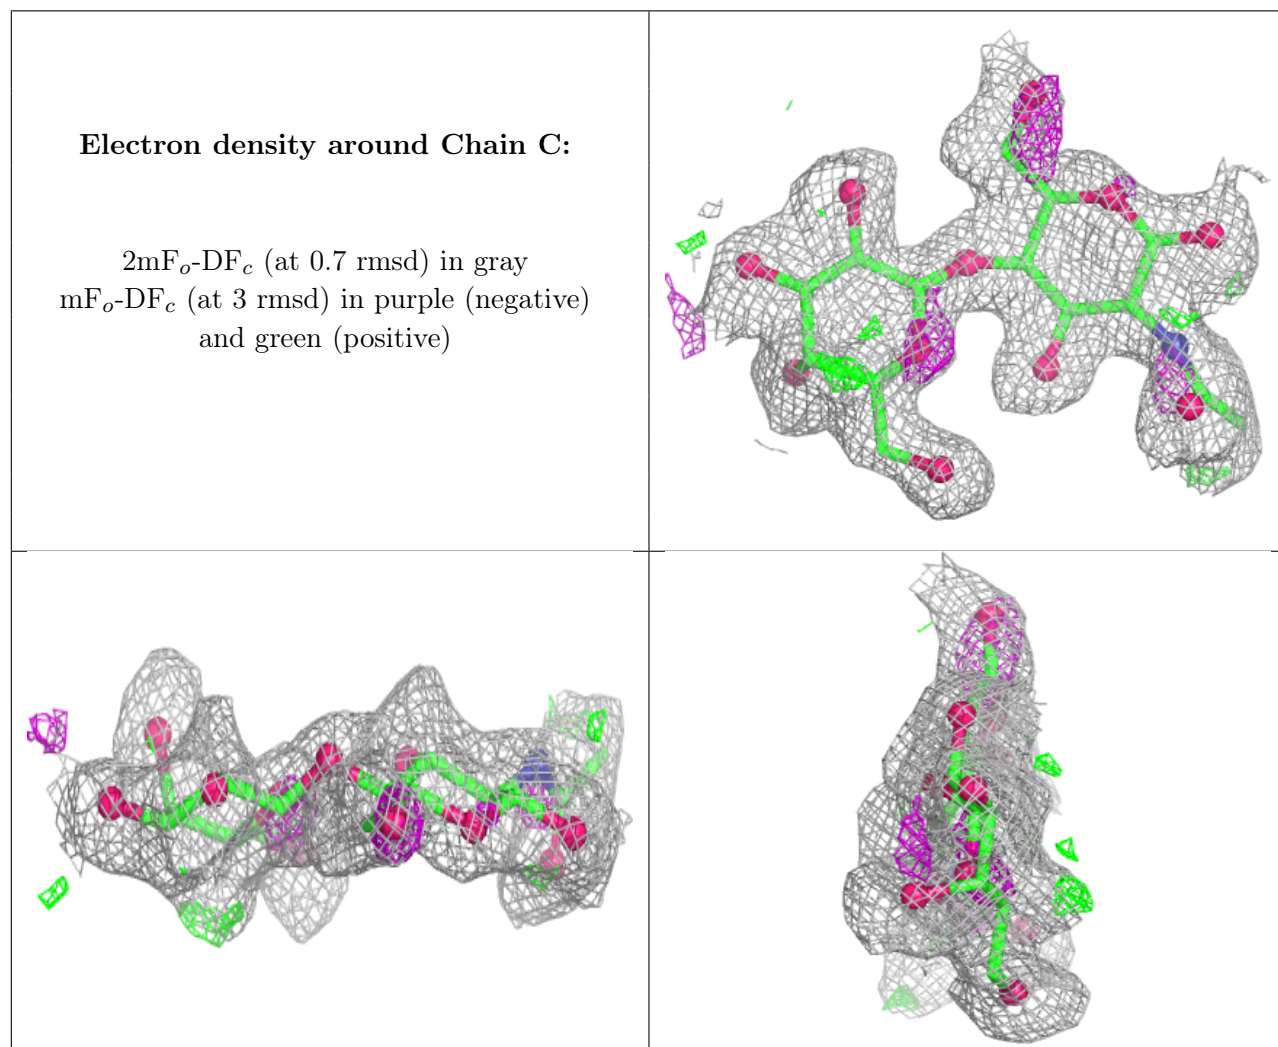 Electron density around Chain C:
2mFo-DFc (at 0.7 rmsd) in gray
mFo-DFc (at 3 rmsd) in purple (negative)
and green (positive)